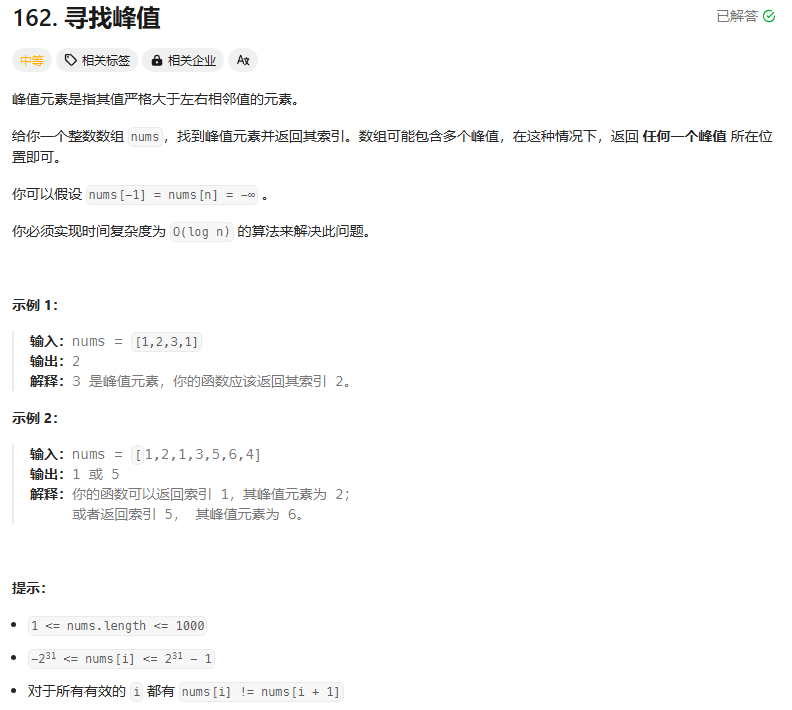 162. 寻找峰值
已解答
中等 相关标签 相关企业 Aあ
峰值元素是指其值严格大于左右相邻值的元素。
给你一个整数数组 nums，找到峰值元素并返回其索引。数组可能包含多个峰值，在这种情况下，返回 任何一个峰值 所在位
置即可。
你可以假设 nums[-1] = nums[n] = -∞ 。
你必须实现时间复杂度为 O(log n) 的算法来解决此问题。
示例 1：
输入：nums = [1,2,3,1]
输出：2
解释：3 是峰值元素，你的函数应该返回其索引 2。
示例 2：
输入：nums = [1,2,1,3,5,6,4]
输出：1 或 5
解释：你的函数可以返回索引 1，其峰值元素为 2；
或者返回索引 5， 其峰值元素为 6。
提示：
1 <= nums.length <= 1000
-2³¹ <= nums[i] <= 2³¹ - 1
对于所有有效的 i 都有 nums[i] != nums[i + 1]